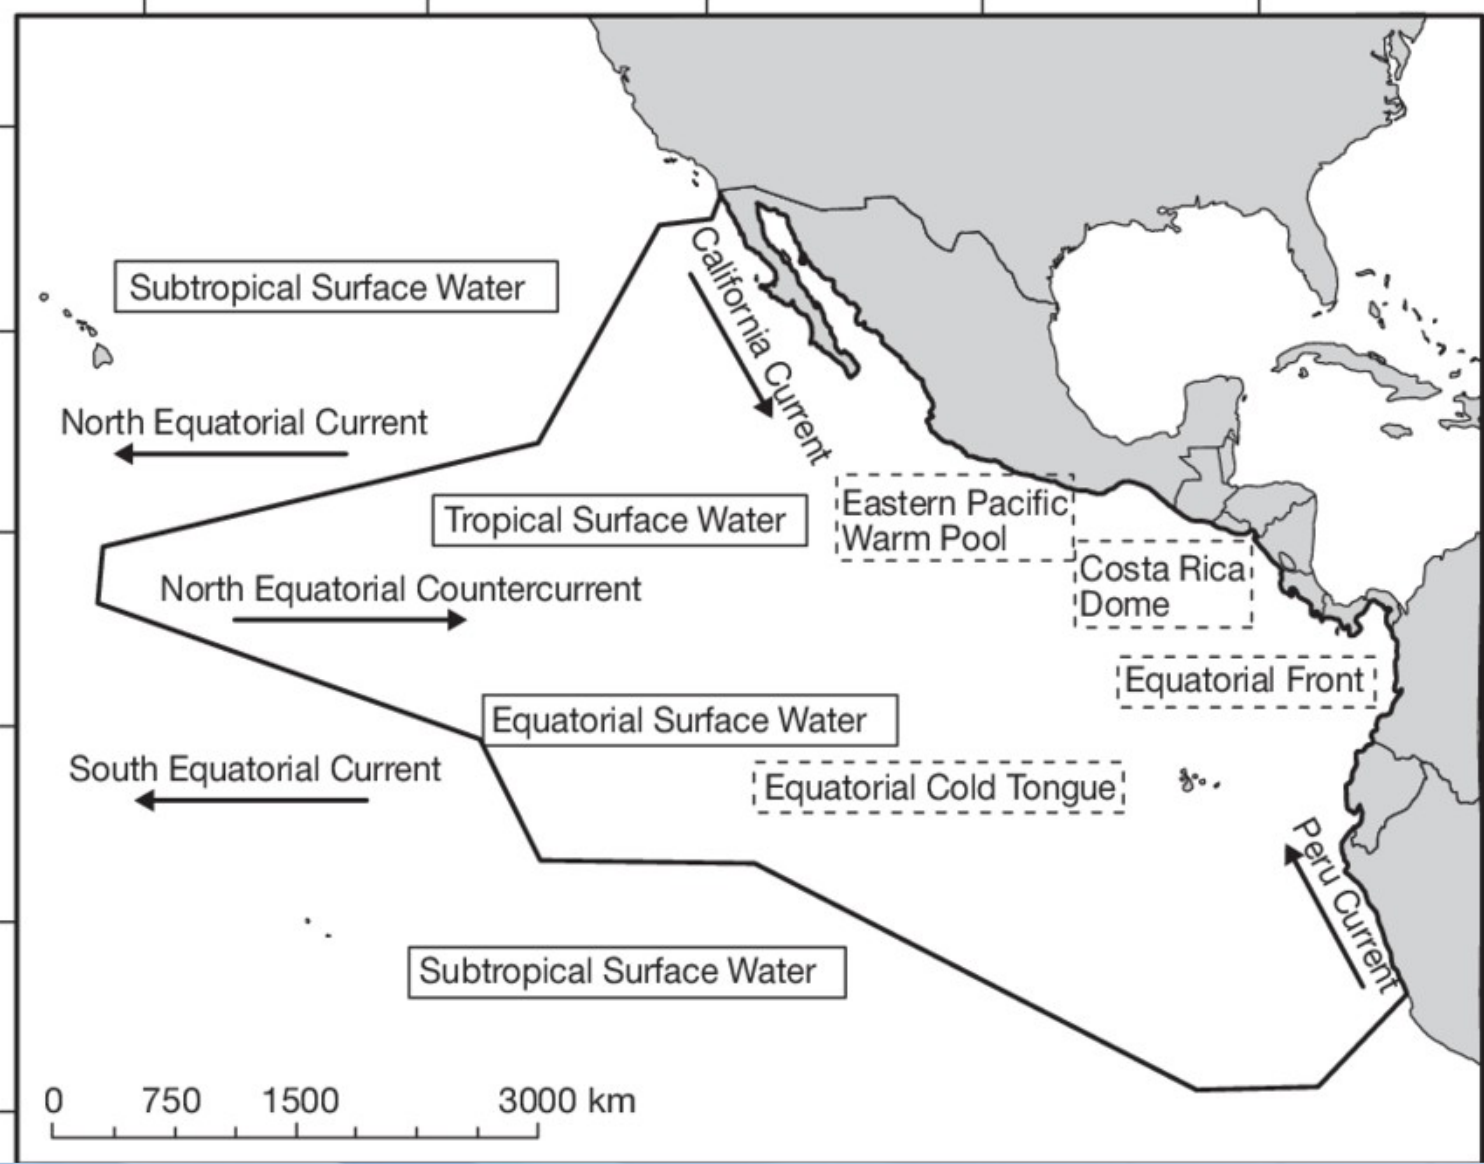 California Current
Subtropical Surface Water
North Equatorial Current
Eastern Pacific
Warm Pool
Tropical Surface Water
Costa Rica
Dome
North Equatorial Countercurrent
Equatorial Front
Equatorial Surface Water
South Equatorial Current
Equatorial Cold Tongue
Peru Current
Subtropical Surface Water
0 750 1500 3000 km